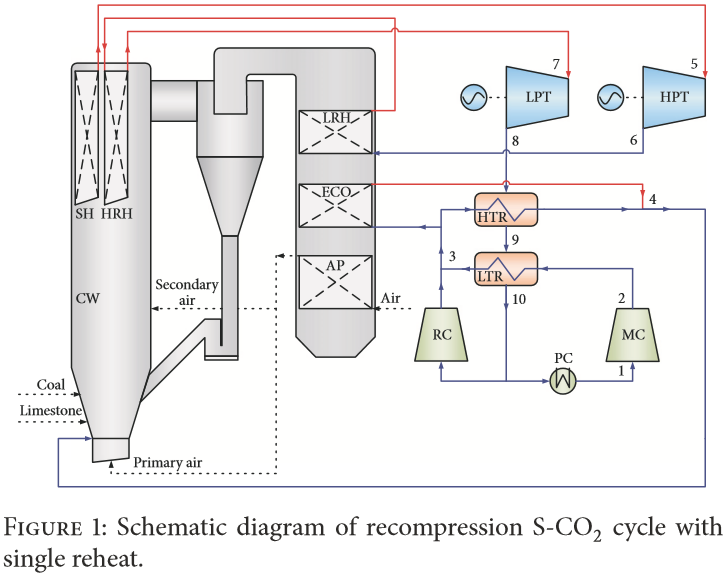 7
5
LPT
HPT
LRH
8
6
ECO
SH HRH
HTR
4
9
3
AP
LTR
Secondary
air
Air
10
2
CW
RC
MC
PC
1
Coal
Limestone
Primary air
FIGURE 1: Schematic diagram of recompression S-CO₂ cycle with
single reheat.